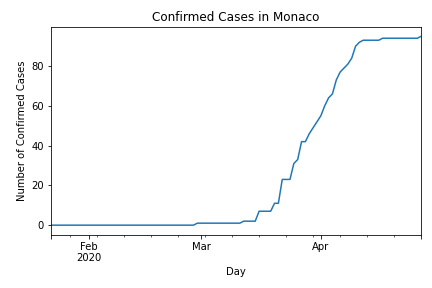 Confirmed Cases in Monaco
Number of Confirmed Cases
80
60
40
20
0
Feb
2020
Mar
Apr
Day